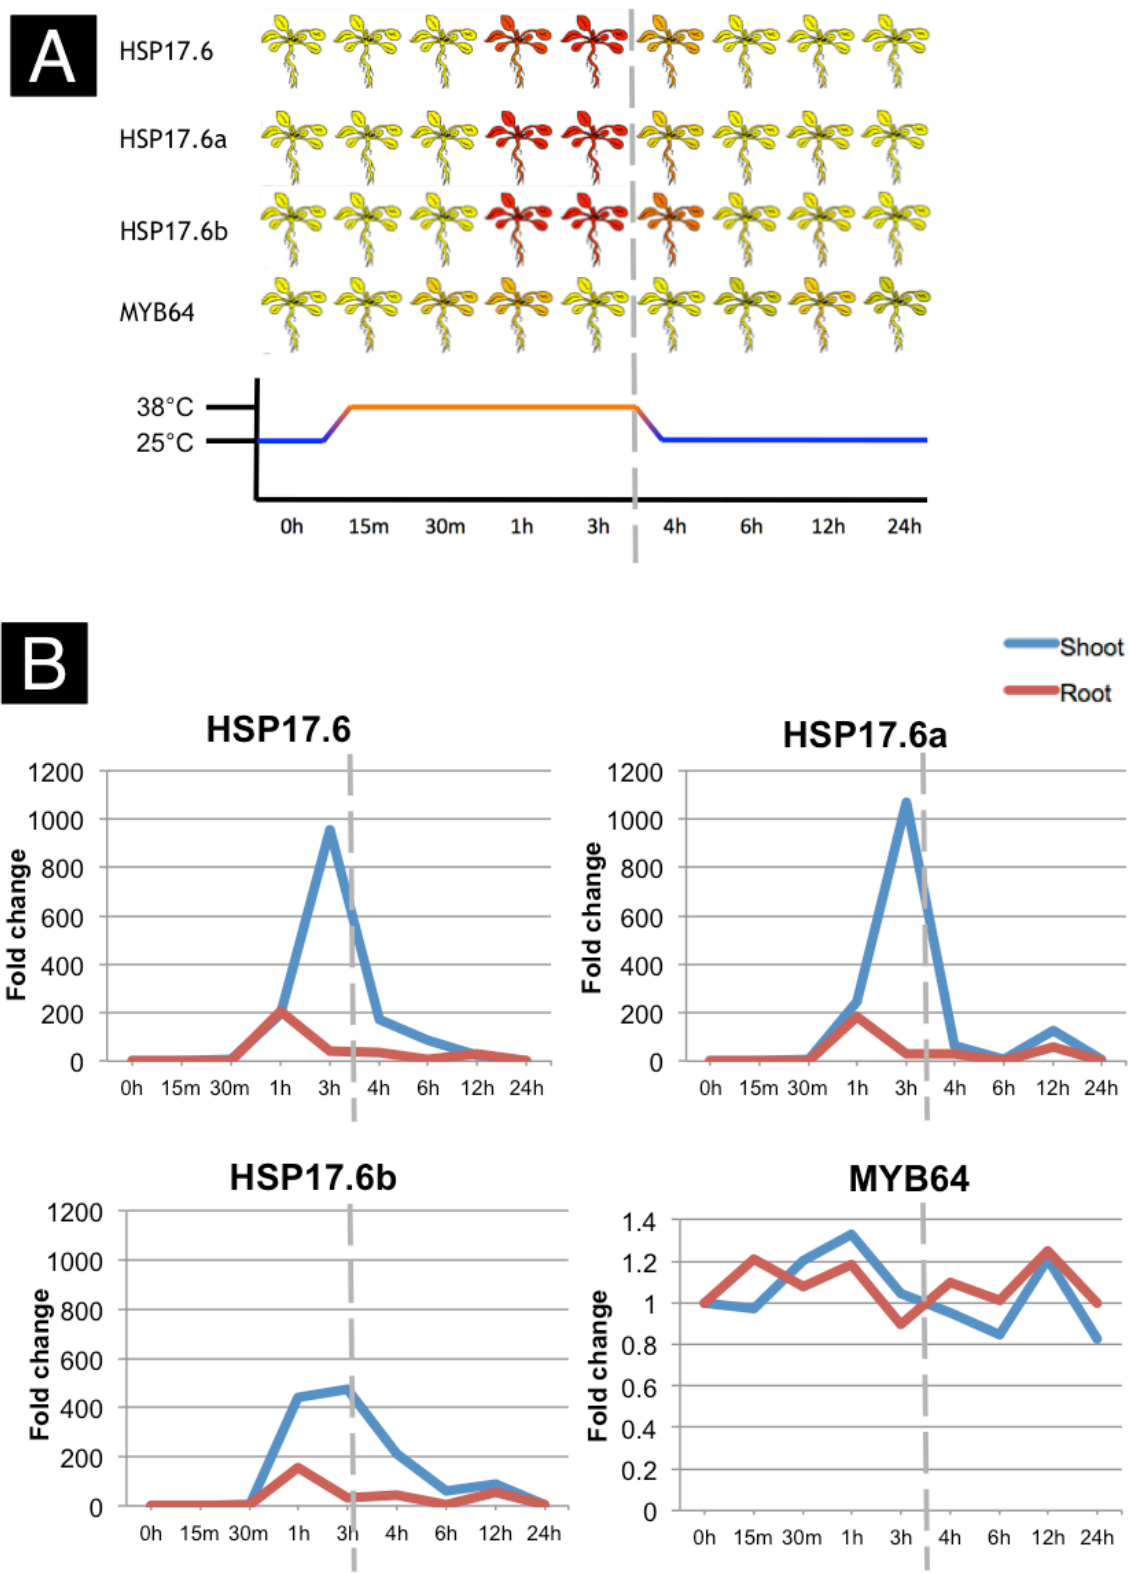 A
HSP17.6
HSP17.6a
HSP17.6b
MYB64
38°C
25°C
0h 15m 30m 1h 3h 4h 6h 12h 24h
B
Shoot
Root
HSP17.6
Fold change
1200
1000
800
600
400
200
0
0h 15m 30m 1h 3h 4h 6h 12h 24h
HSP17.6a
Fold change
1200
1000
800
600
400
200
0
0h 15m 30m 1h 3h 4h 6h 12h 24h
HSP17.6b
Fold change
1200
1000
800
600
400
200
0
0h 15m 30m 1h 3h 4h 6h 12h 24h
MYB64
Fold change
1.4
1.2
1
0.8
0.6
0.4
0.2
0
0h 15m 30m 1h 3h 4h 6h 12h 24h